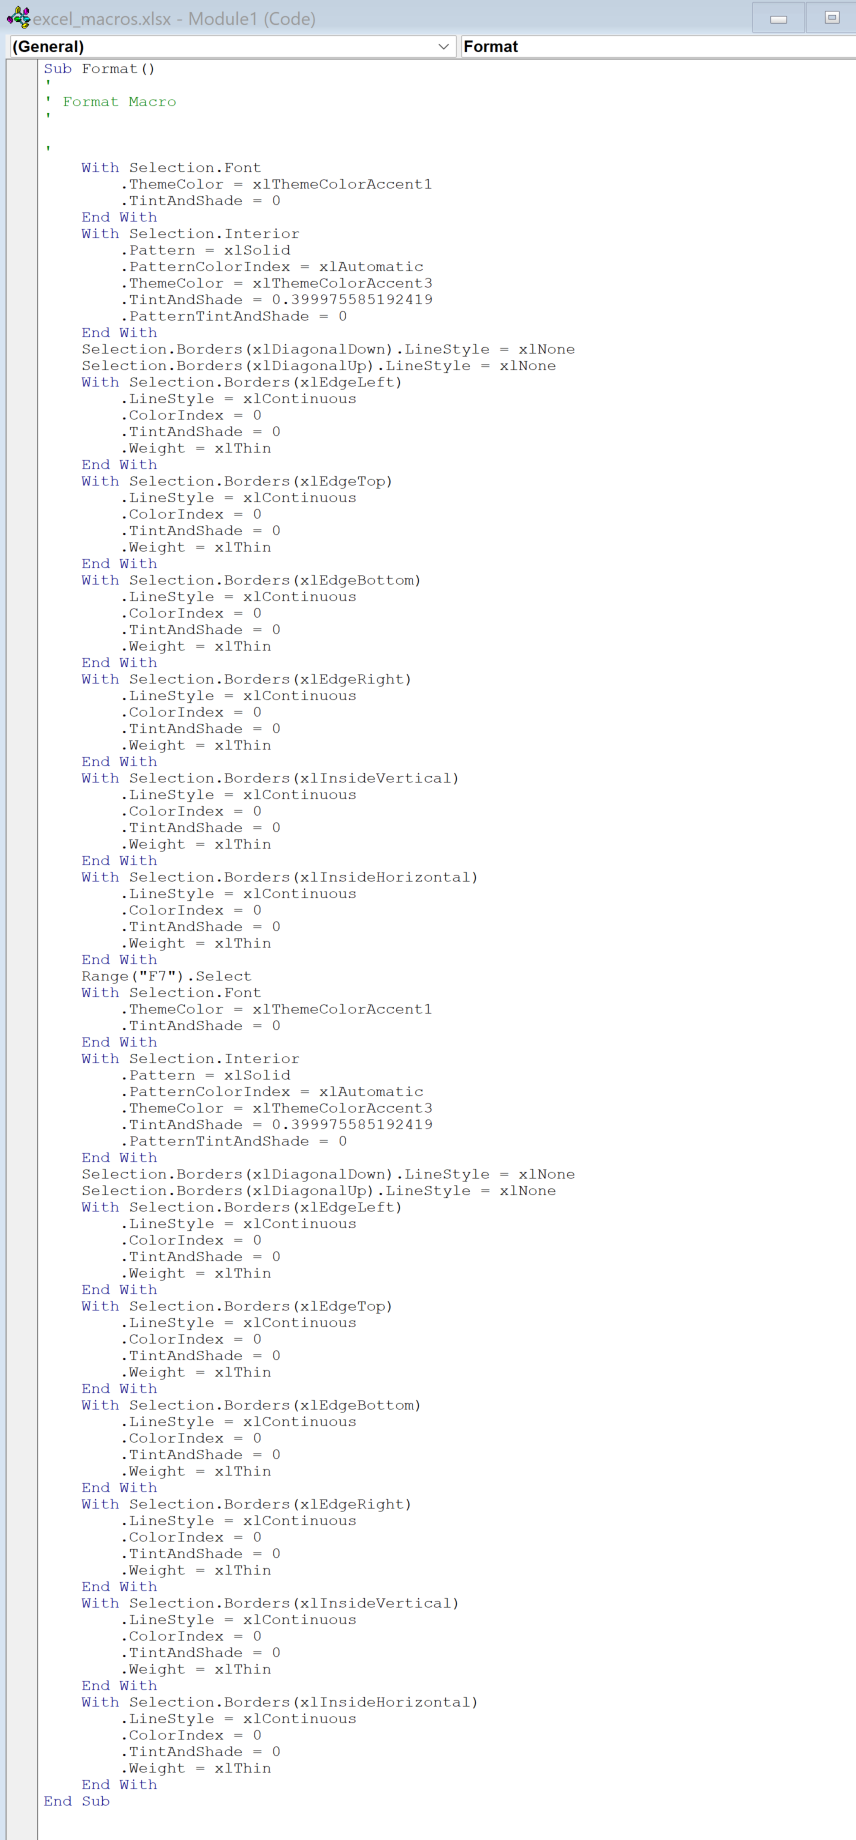 excel_macros.xlsx - Module1 (Code)
(General) Format
Sub Format()
'
' Format Macro
'

'
    With Selection.Font
        .ThemeColor = xlThemeColorAccent1
        .TintAndShade = 0
    End With
    With Selection.Interior
        .Pattern = xlSolid
        .PatternColorIndex = xlAutomatic
        .ThemeColor = xlThemeColorAccent3
        .TintAndShade = 0.399975585192419
        .PatternTintAndShade = 0
    End With
    Selection.Borders(xlDiagonalDown).LineStyle = xlNone
    Selection.Borders(xlDiagonalUp).LineStyle = xlNone
    With Selection.Borders(xlEdgeLeft)
        .LineStyle = xlContinuous
        .ColorIndex = 0
        .TintAndShade = 0
        .Weight = xlThin
    End With
    With Selection.Borders(xlEdgeTop)
        .LineStyle = xlContinuous
        .ColorIndex = 0
        .TintAndShade = 0
        .Weight = xlThin
    End With
    With Selection.Borders(xlEdgeBottom)
        .LineStyle = xlContinuous
        .ColorIndex = 0
        .TintAndShade = 0
        .Weight = xlThin
    End With
    With Selection.Borders(xlEdgeRight)
        .LineStyle = xlContinuous
        .ColorIndex = 0
        .TintAndShade = 0
        .Weight = xlThin
    End With
    With Selection.Borders(xlInsideVertical)
        .LineStyle = xlContinuous
        .ColorIndex = 0
        .TintAndShade = 0
        .Weight = xlThin
    End With
    With Selection.Borders(xlInsideHorizontal)
        .LineStyle = xlContinuous
        .ColorIndex = 0
        .TintAndShade = 0
        .Weight = xlThin
    End With
    Range("F7").Select
    With Selection.Font
        .ThemeColor = xlThemeColorAccent1
        .TintAndShade = 0
    End With
    With Selection.Interior
        .Pattern = xlSolid
        .PatternColorIndex = xlAutomatic
        .ThemeColor = xlThemeColorAccent3
        .TintAndShade = 0.399975585192419
        .PatternTintAndShade = 0
    End With
    Selection.Borders(xlDiagonalDown).LineStyle = xlNone
    Selection.Borders(xlDiagonalUp).LineStyle = xlNone
    With Selection.Borders(xlEdgeLeft)
        .LineStyle = xlContinuous
        .ColorIndex = 0
        .TintAndShade = 0
        .Weight = xlThin
    End With
    With Selection.Borders(xlEdgeTop)
        .LineStyle = xlContinuous
        .ColorIndex = 0
        .TintAndShade = 0
        .Weight = xlThin
    End With
    With Selection.Borders(xlEdgeBottom)
        .LineStyle = xlContinuous
        .ColorIndex = 0
        .TintAndShade = 0
        .Weight = xlThin
    End With
    With Selection.Borders(xlEdgeRight)
        .LineStyle = xlContinuous
        .ColorIndex = 0
        .TintAndShade = 0
        .Weight = xlThin
    End With
    With Selection.Borders(xlInsideVertical)
        .LineStyle = xlContinuous
        .ColorIndex = 0
        .TintAndShade = 0
        .Weight = xlThin
    End With
    With Selection.Borders(xlInsideHorizontal)
        .LineStyle = xlContinuous
        .ColorIndex = 0
        .TintAndShade = 0
        .Weight = xlThin
    End With
End Sub